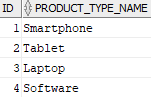 ID PRODUCT_TYPE_NAME
1 Smartphone
2 Tablet
3 Laptop
4 Software